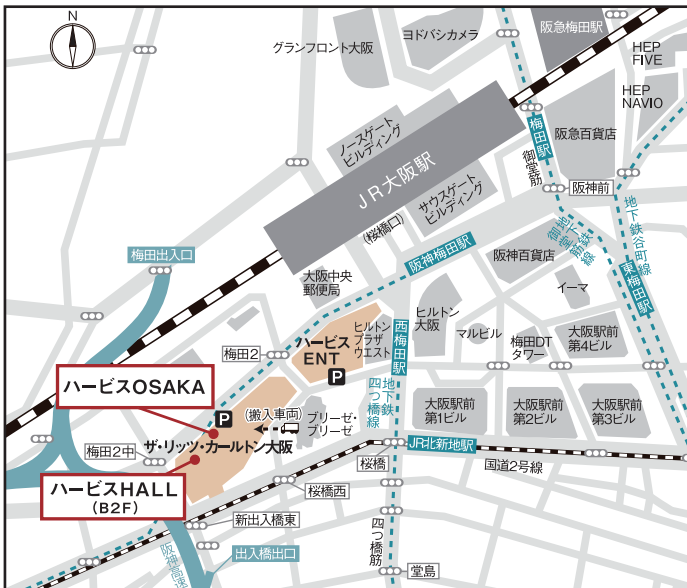 N
グランフロント大阪
ヨドバシカメラ
阪急梅田駅
HEP
FIVE
HEP
NAVIO
ノースゲート
ビルディング
JR大阪駅
サウスゲート
ビルディング
(桜橋口)
梅田駅
御堂筋
阪急百貨店
阪神前
地下鉄谷町線
東梅田駅
地下鉄
御堂筋線
梅田出入口
大阪中央
郵便局
阪神梅田駅
阪神百貨店
イーマ
ハービス
ENT
P
ヒルトン
プラザ
ウエスト
西梅田駅
ヒルトン
大阪
マルビル
梅田DT
タワー
大阪駅前
第4ビル
梅田2
ハービスOSAKA
P
(搬入車両)
ブリーゼ・
ブリーゼ
地下鉄
四つ橋線
大阪駅前
第1ビル
大阪駅前
第2ビル
大阪駅前
第3ビル
ザ・リッツ・カールトン大阪
梅田2中
ハービスHALL
(B2F)
桜橋
JR北新地駅
国道2号線
桜橋西
新出入橋東
四つ橋筋
出入橋出口
阪神高速
堂島